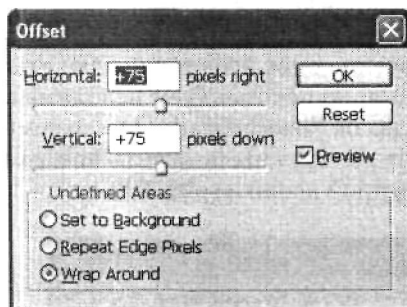 Offset
Horizontal: +75 pixels right
OK
Reset
Vertical: +75 pixels down
Preview
Undefined Areas
Set to Background
Repeat Edge Pixels
Wrap Around